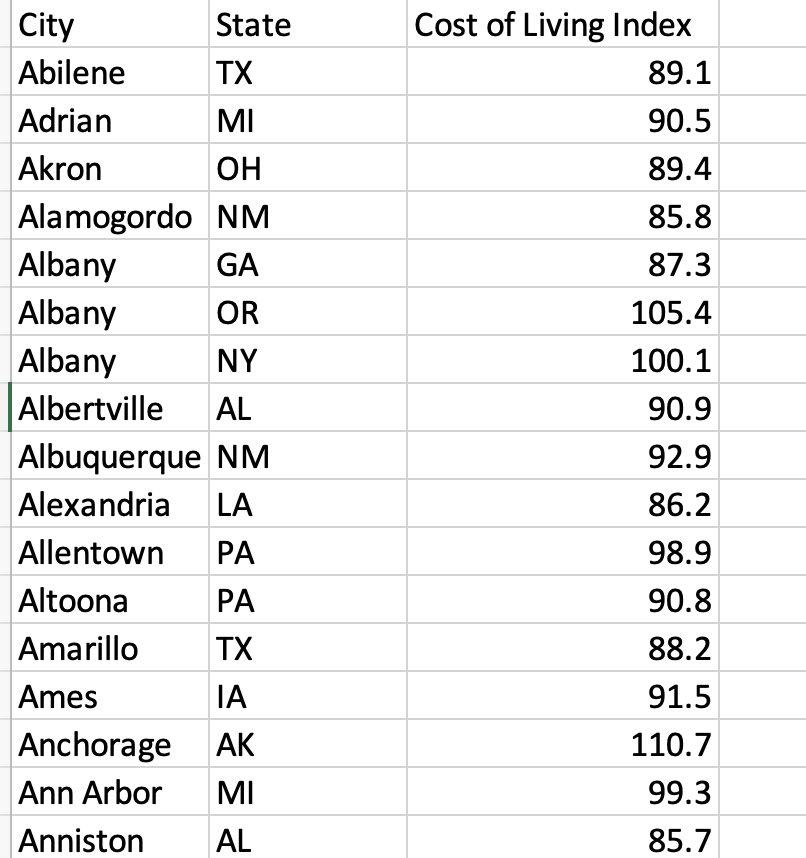 City State Cost of Living Index
Abilene TX 89.1
Adrian MI 90.5
Akron OH 89.4
Alamogordo NM 85.8
Albany GA 87.3
Albany OR 105.4
Albany NY 100.1
Albertville AL 90.9
Albuquerque NM 92.9
Alexandria LA 86.2
Allentown PA 98.9
Altoona PA 90.8
Amarillo TX 88.2
Ames IA 91.5
Anchorage AK 110.7
Ann Arbor MI 99.3
Anniston AL 85.7